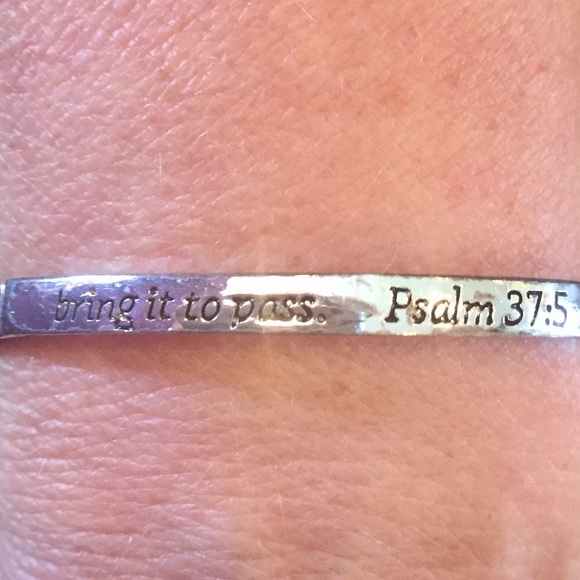 bring it to pass. Psalm 37:5